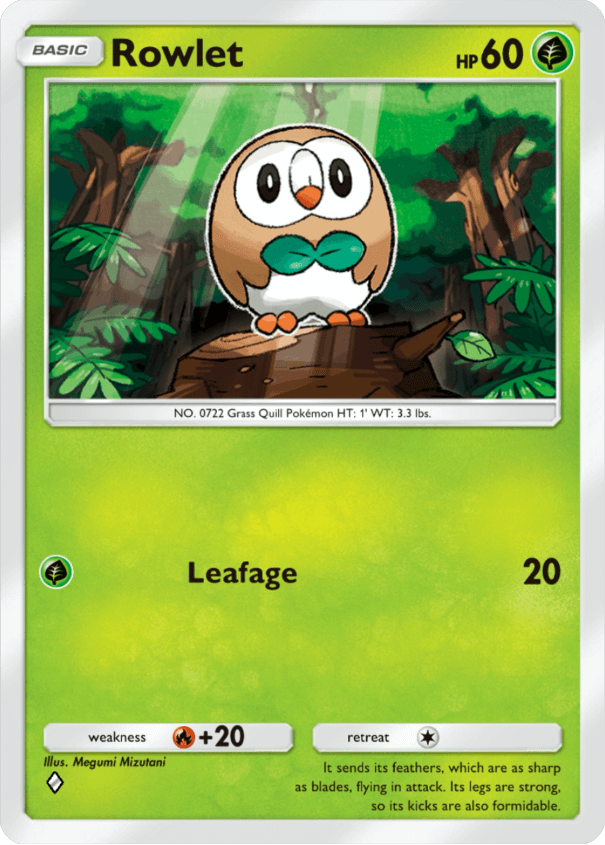 BASIC Rowlet HP 60
NO. 0722 Grass Quill Pokémon HT: 1' WT: 3.3 lbs.
Leafage 20
weakness +20 retreat
Illus. Megumi Mizutani
It sends its feathers, which are as sharp
as blades, flying in attack. Its legs are strong,
so its kicks are also formidable.